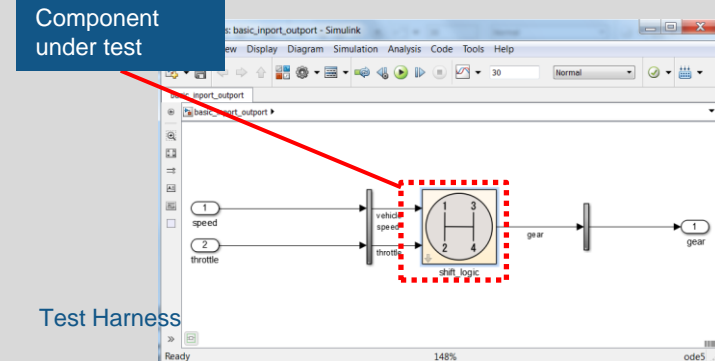 Component
under test
s: basic_inport_outport - Simulink
ew Display Diagram Simulation Analysis Code Tools Help
30 Normal
basic_inport_outport
basic_inport_outport
1
speed
2
throttle
vehicle
speed
throttle
1 3
2 4
shift_logic
gear
1
gear
Test Harness
Ready 148% ode5